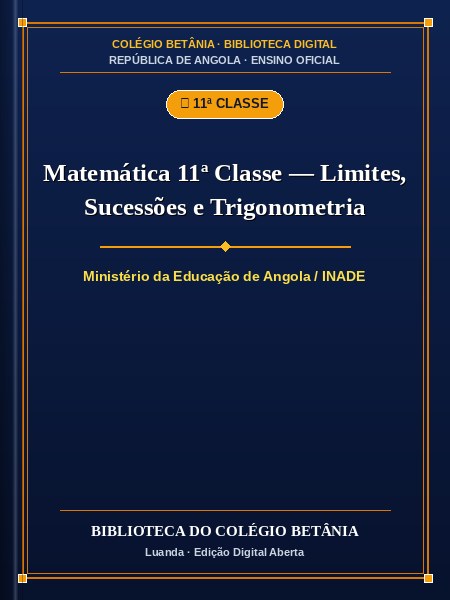 COLÉGIO BETÂNIA · BIBLIOTECA DIGITAL
REPÚBLICA DE ANGOLA · ENSINO OFICIAL
11ª CLASSE
Matemática 11ª Classe — Limites,
Sucessões e Trigonometria
Ministério da Educação de Angola / INADE
BIBLIOTECA DO COLÉGIO BETÂNIA
Luanda · Edição Digital Aberta